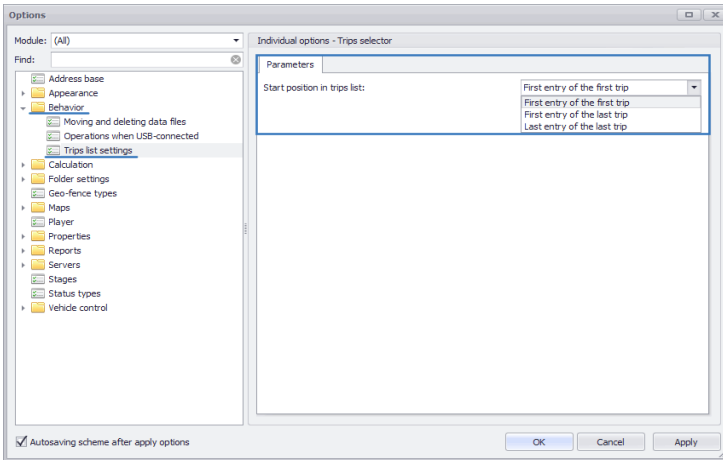 Options
Module: (All)
Find:
Address base
Appearance
Behavior
Moving and deleting data files
Operations when USB-connected
Trips list settings
Calculation
Folder settings
Geo-fence types
Maps
Player
Properties
Reports
Servers
Stages
Status types
Vehicle control
Individual options - Trips selector
Parameters
Start position in trips list: First entry of the first trip
First entry of the first trip
First entry of the last trip
Last entry of the last trip
Autosaving scheme after apply options
OK Cancel Apply